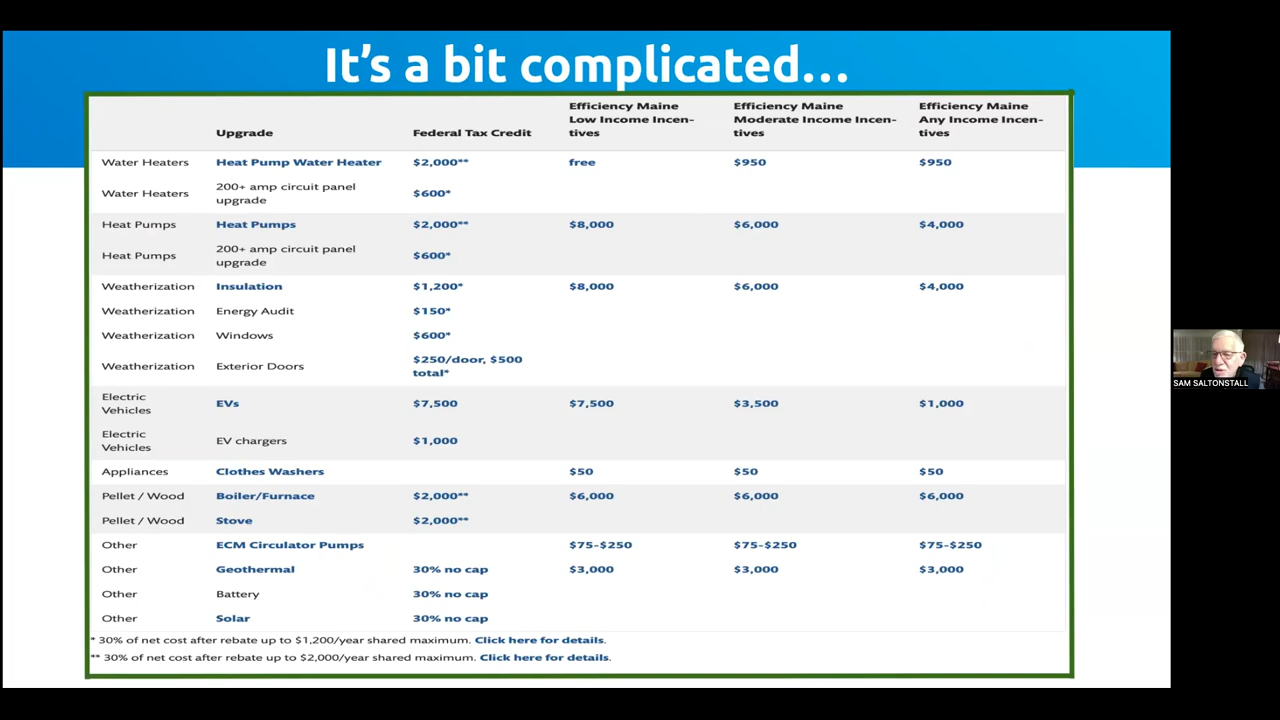 It's a bit complicated...
Efficiency Maine Efficiency Maine Efficiency Maine
Low Income Incen- Moderate Income Incen- Any Income Incen-
Upgrade Federal Tax Credit tives tives tives
Water Heaters Heat Pump Water Heater $2,000** free $950 $950
Water Heaters 200+ amp circuit panel upgrade $600*
Heat Pumps Heat Pumps $2,000** $8,000 $6,000 $4,000
Heat Pumps 200+ amp circuit panel upgrade $600*
Weatherization Insulation $1,200* $8,000 $6,000 $4,000
Weatherization Energy Audit $150*
Weatherization Windows $600*
Weatherization Exterior Doors $250/door, $500 total*
Electric Vehicles EVs $7,500 $7,500 $3,500 $1,000
Electric Vehicles EV chargers $1,000
Appliances Clothes Washers $50 $50 $50
Pellet / Wood Boiler/Furnace $2,000** $6,000 $6,000 $6,000
Pellet / Wood Stove $2,000**
Other ECM Circulator Pumps $75-$250 $75-$250 $75-$250
Other Geothermal 30% no cap $3,000 $3,000 $3,000
Other Battery 30% no cap
Other Solar 30% no cap
* 30% of net cost after rebate up to $1,200/year shared maximum. Click here for details.
** 30% of net cost after rebate up to $2,000/year shared maximum. Click here for details.
SAM SALTONSTALL